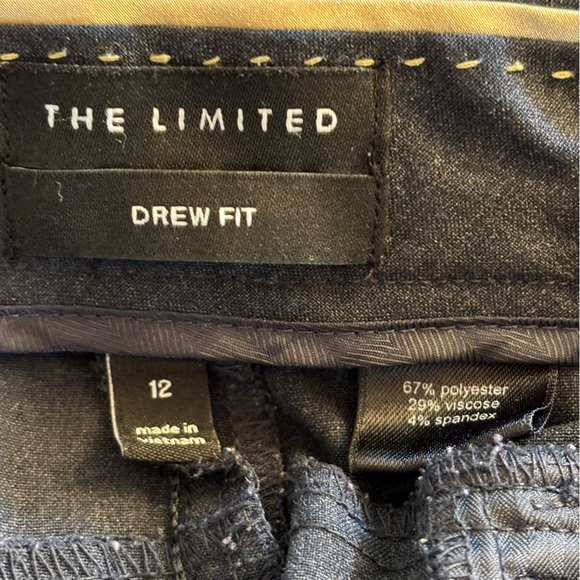 THE LIMITED
DREW FIT
12
made in
vietnam
67% polyester
29% viscose
4% spandex